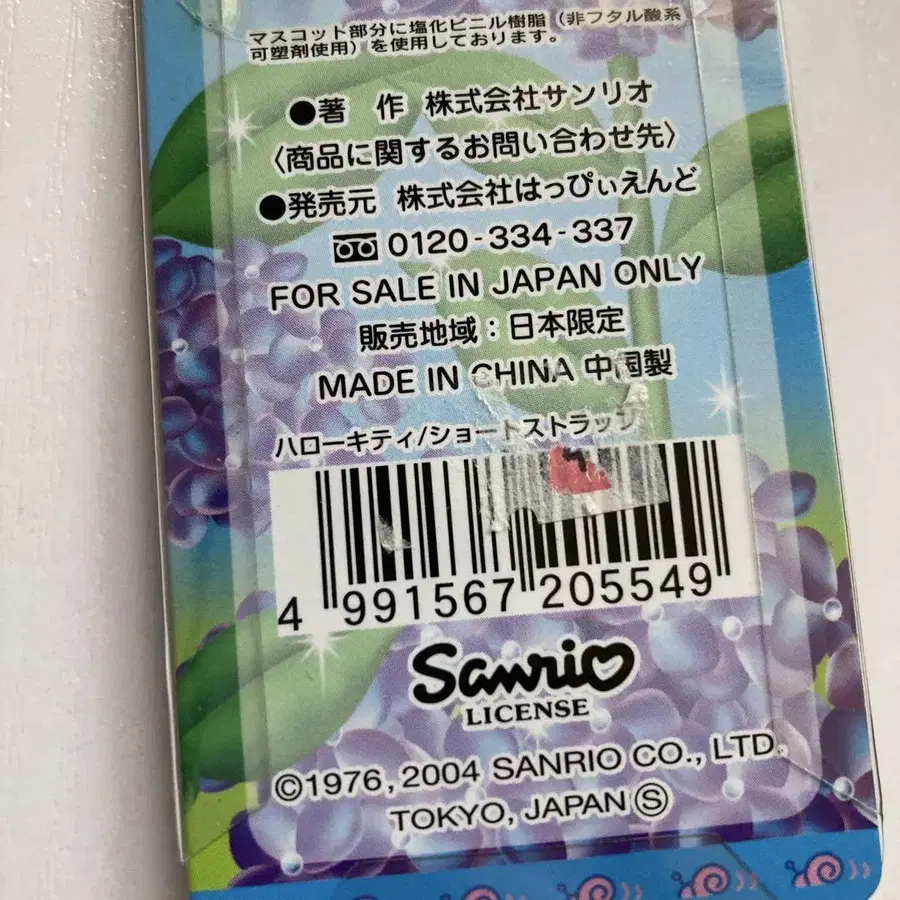 マスコット部分に塩化ビニル樹脂（非フタル酸系
可塑剤使用）を使用しております。
●著　作　株式会社サンリオ
〈商品に関するお問い合わせ先〉
●発売元　株式会社はっぴぃえんど
0120-334-337
FOR SALE IN JAPAN ONLY
販売地域：日本限定
MADE IN CHINA 中国製
ハローキティ/ショートストラップ
4 991567 205549
Sanrio
LICENSE
©1976, 2004 SANRIO CO., LTD.
TOKYO, JAPAN Ⓢ